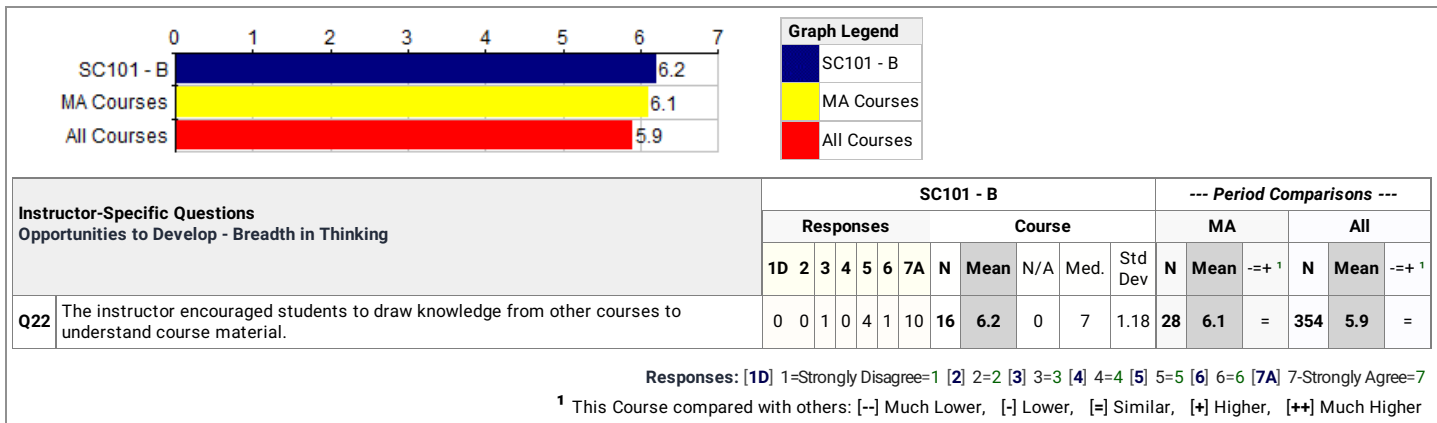 0 1 2 3 4 5 6 7
SC101 - B 6.2
MA Courses 6.1
All Courses 5.9
Graph Legend
SC101 - B
MA Courses
All Courses
Instructor-Specific Questions
Opportunities to Develop - Breadth in Thinking
SC101 - B --- Period Comparisons ---
Responses Course MA All
1D 2 3 4 5 6 7A N Mean N/A Med. Std Dev N Mean -=+ ¹ N Mean -=+ ¹
Q22 The instructor encouraged students to draw knowledge from other courses to
understand course material.
0 0 1 0 4 1 10 16 6.2 0 7 1.18 28 6.1 = 354 5.9 =
Responses: [1D] 1=Strongly Disagree=1 [2] 2=2 [3] 3=3 [4] 4=4 [5] 5=5 [6] 6=6 [7A] 7-Strongly Agree=7
¹ This Course compared with others: [--] Much Lower, [-] Lower, [=] Similar, [+] Higher, [++] Much Higher